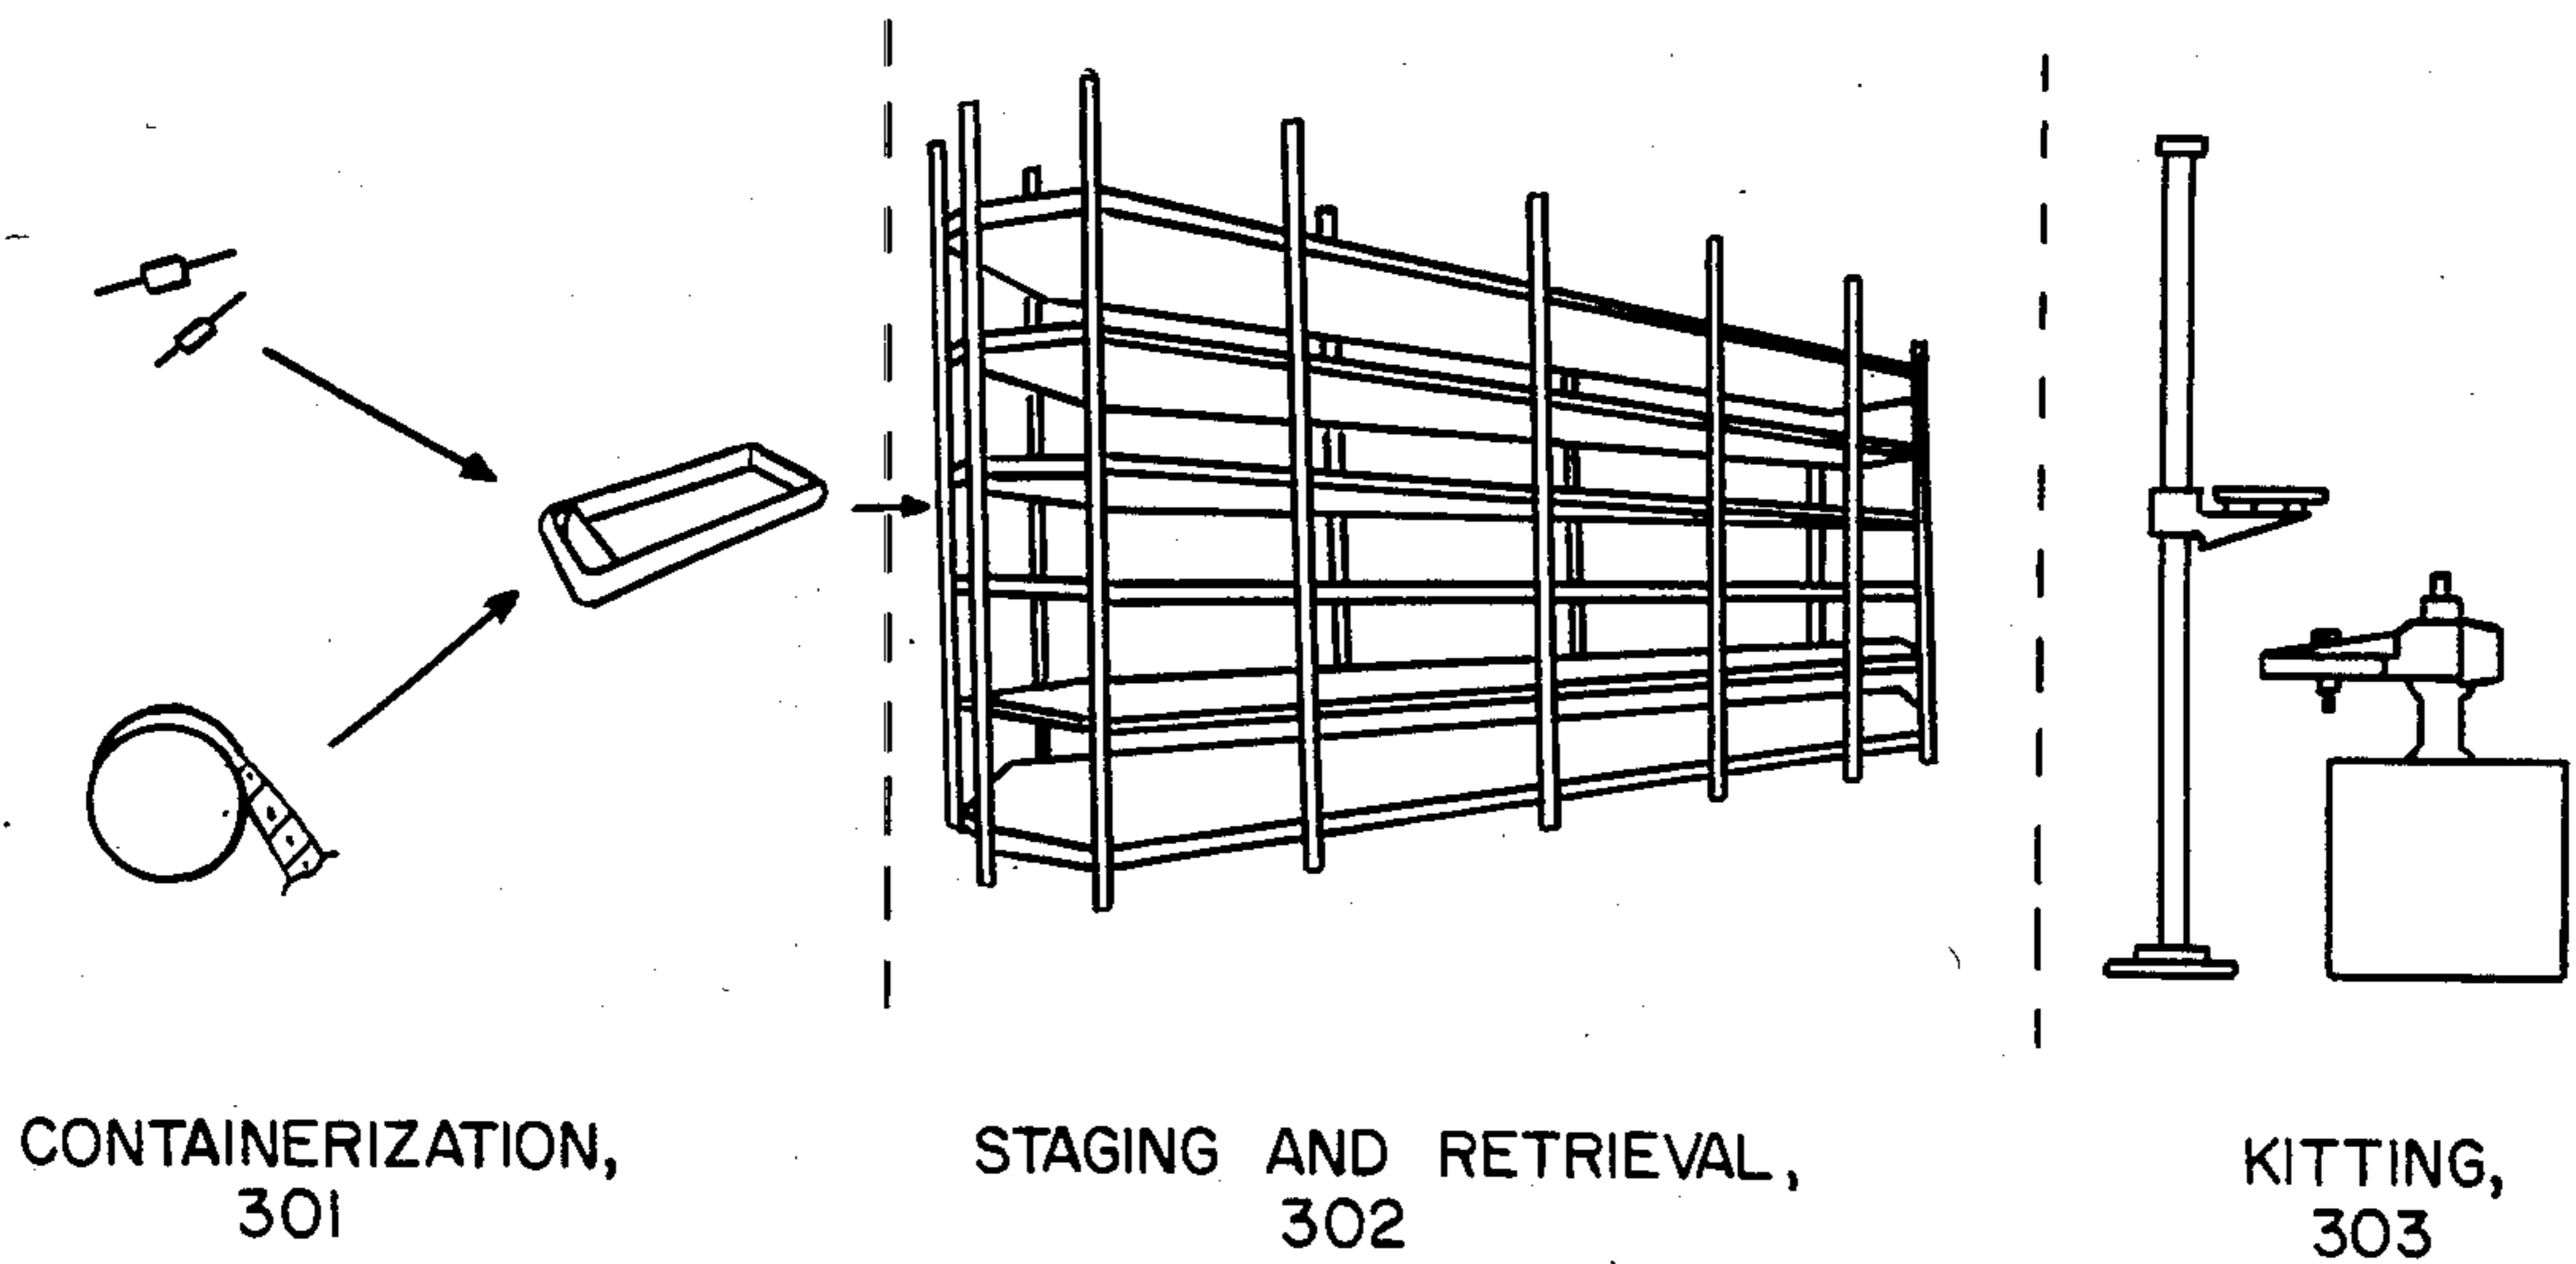 CONTAINERIZATION,
301
STAGING AND RETRIEVAL,
302
KITTING,
303